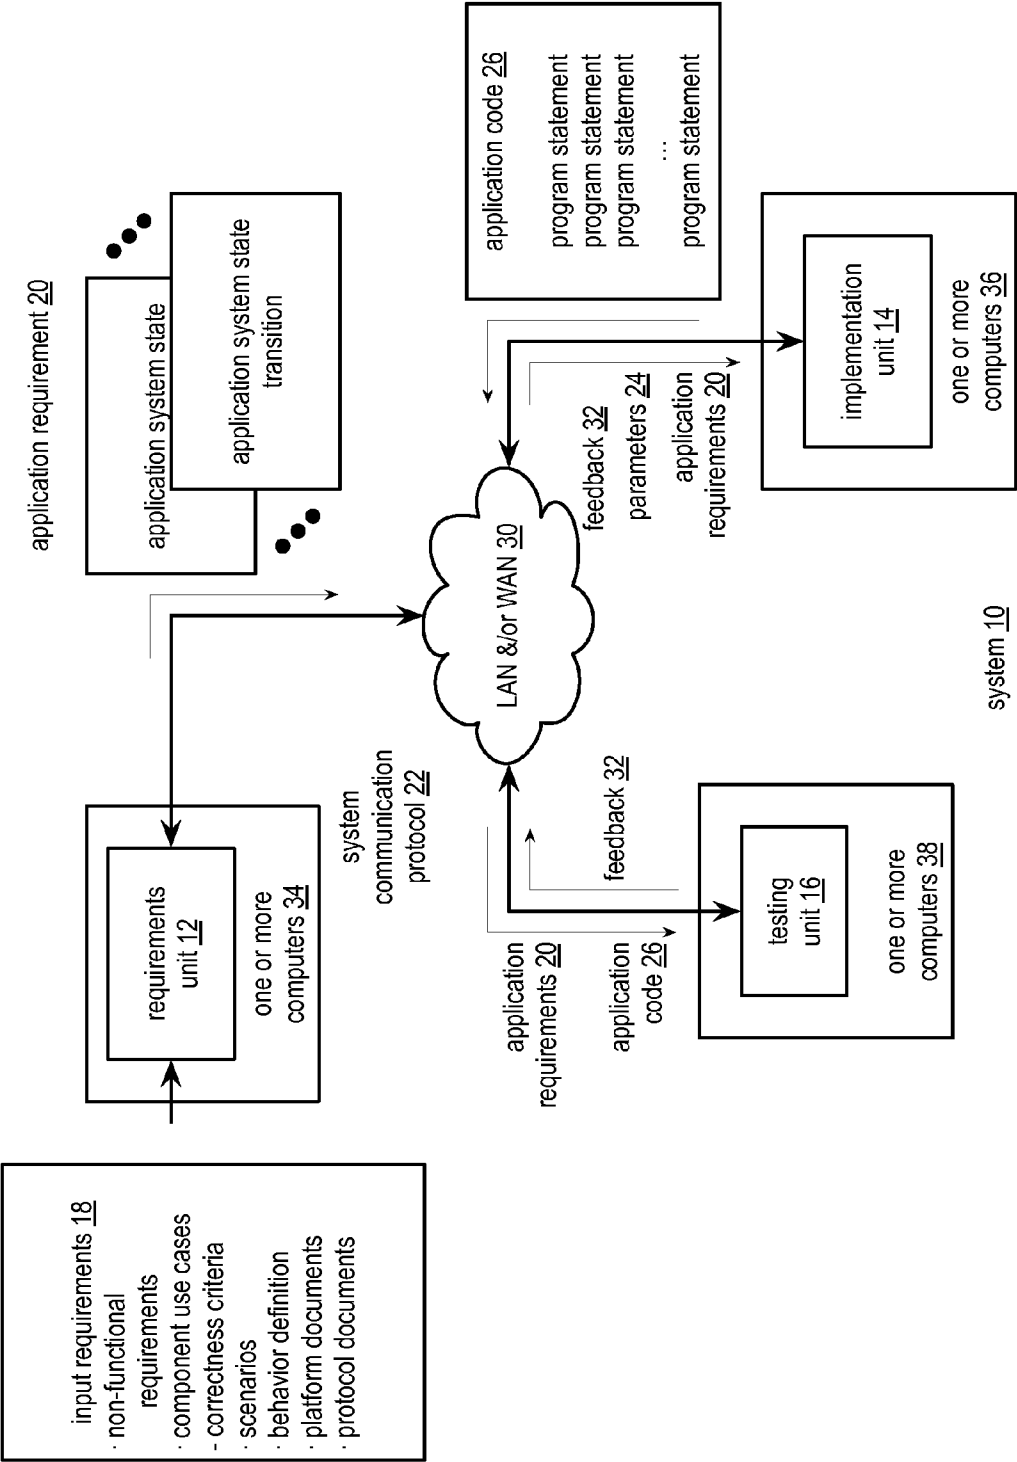 input requirements 18
· non-functional
requirements
· component use cases
- correctness criteria
· scenarios
· behavior definition
· platform documents
· protocol documents
requirements
unit 12
one or more
computers 34
application requirement 20
application system state
application system state
transition
system
communication
protocol 22
LAN &/or WAN 30
application
requirements 20
application
code 26
feedback 32
testing
unit 16
one or more
computers 38
feedback 32
parameters 24
application
requirements 20
application code 26
program statement
program statement
program statement
...
program statement
implementation
unit 14
one or more
computers 36
system 10